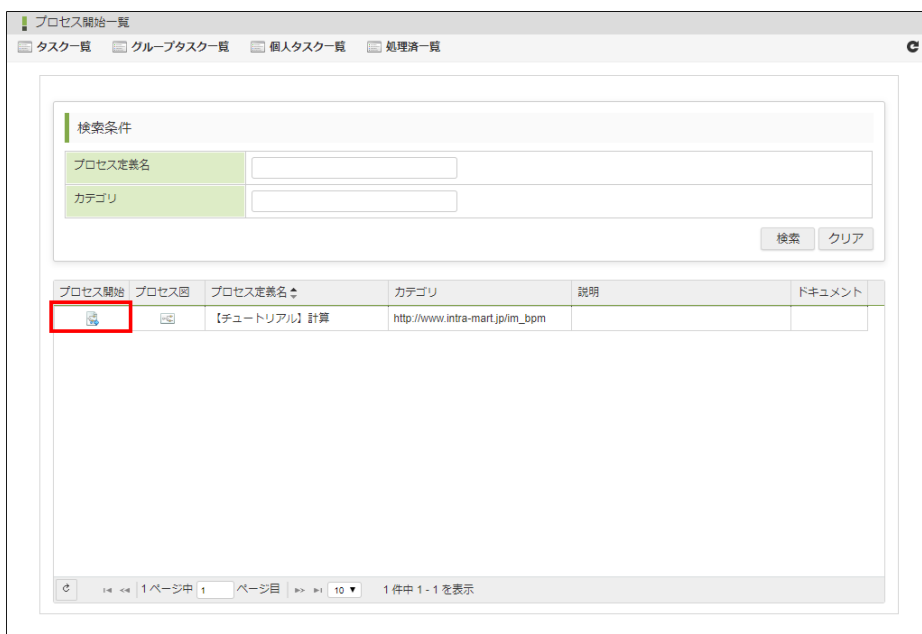 プロセス開始一覧
タスク一覧 グループタスク一覧 個人タスク一覧 処理済一覧
検索条件
プロセス定義名
カテゴリ
検索 クリア
プロセス開始 プロセス図 プロセス定義名 カテゴリ 説明 ドキュメント
【チュートリアル】計算 http://www.intra-mart.jp/im_bpm
1 ページ中 1 ページ目 10 1 件中 1 - 1 を表示